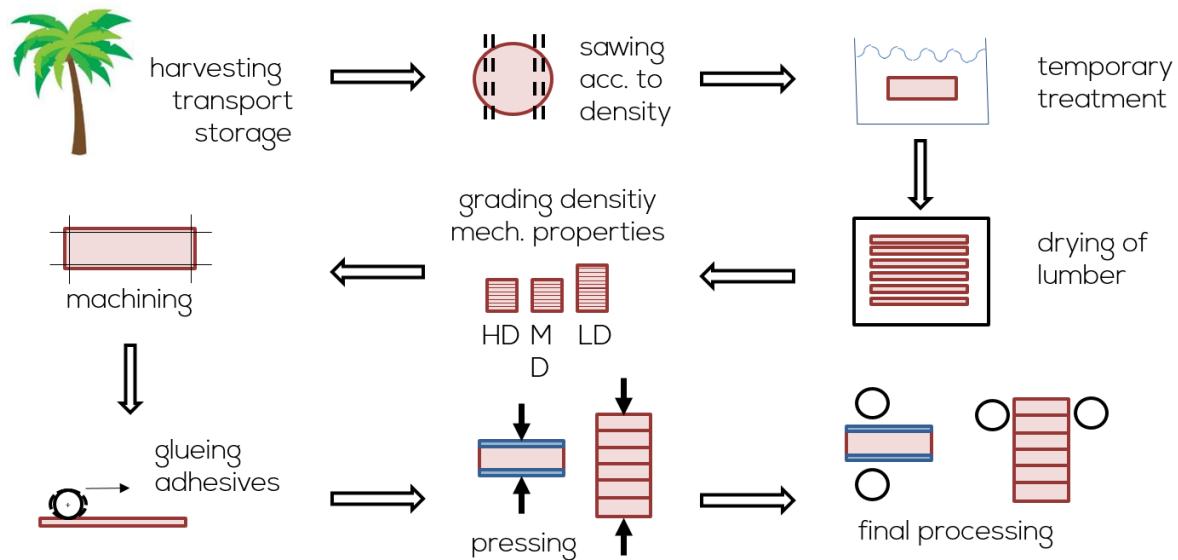 harvesting
transport
storage
sawing
acc. to
density
temporary
treatment
drying of
lumber
grading densitiy
mech. properties
HD M LD
D
machining
glueing
adhesives
pressing
final processing